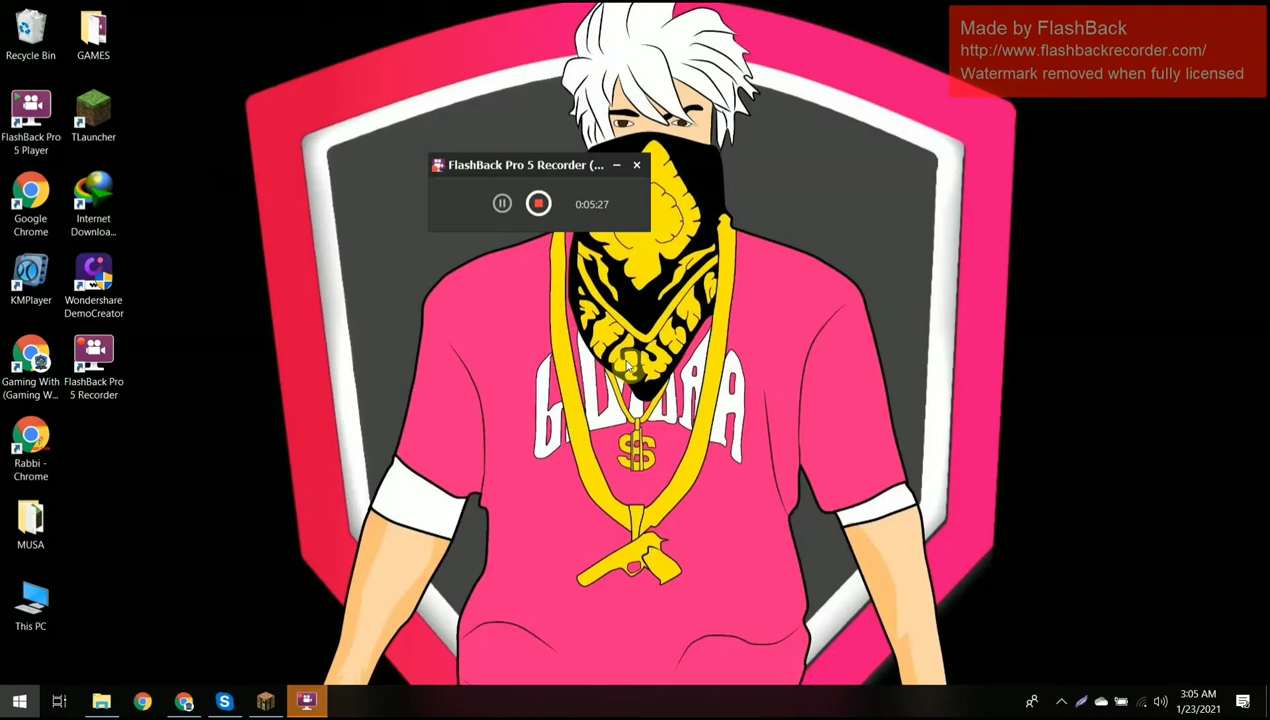 Recycle Bin
GAMES
FlashBack Pro 5 Player
TLauncher
Google Chrome
Internet Downloa...
KMPlayer
Wondershare DemoCreator
Gaming With (Gaming W...
FlashBack Pro 5 Recorder
Rabbi - Chrome
MUSA
This PC
FlashBack Pro 5 Recorder (...
0:05:27
Made by FlashBack
http://www.flashbackrecorder.com/
Watermark removed when fully licensed
$
3:05 AM
1/23/2021